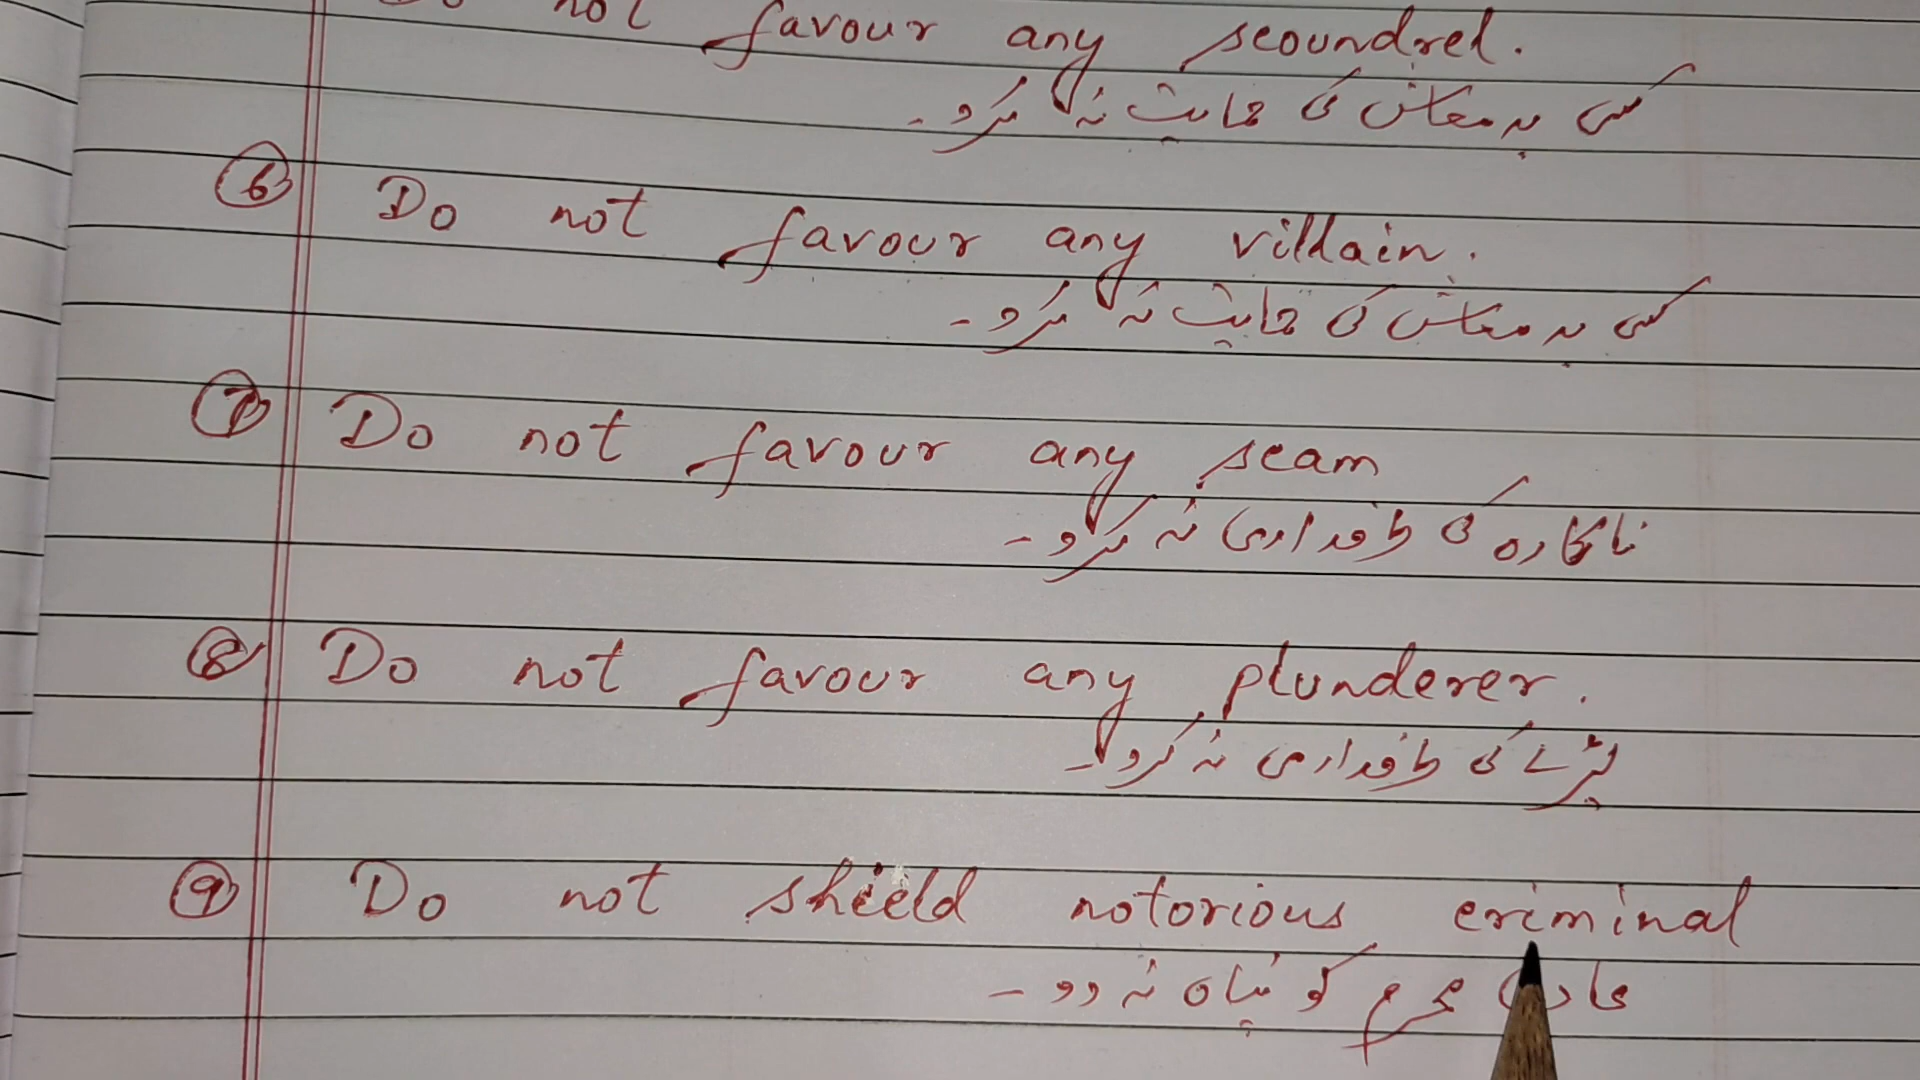 Do not favour any scoundrel.
کسی بدمعاش کی حمایت نہ کرو۔
6 Do not favour any villain.
کسی بدمعاش کی حمایت نہ کرو۔
7 Do not favour any scam
ناکارہ کی طرفداری نہ کرو۔
8 Do not favour any plunderer.
لٹیرے کی طرفداری نہ کرو۔
9 Do not shield notorious criminal
عادی مجرم کو پناہ نہ دو۔